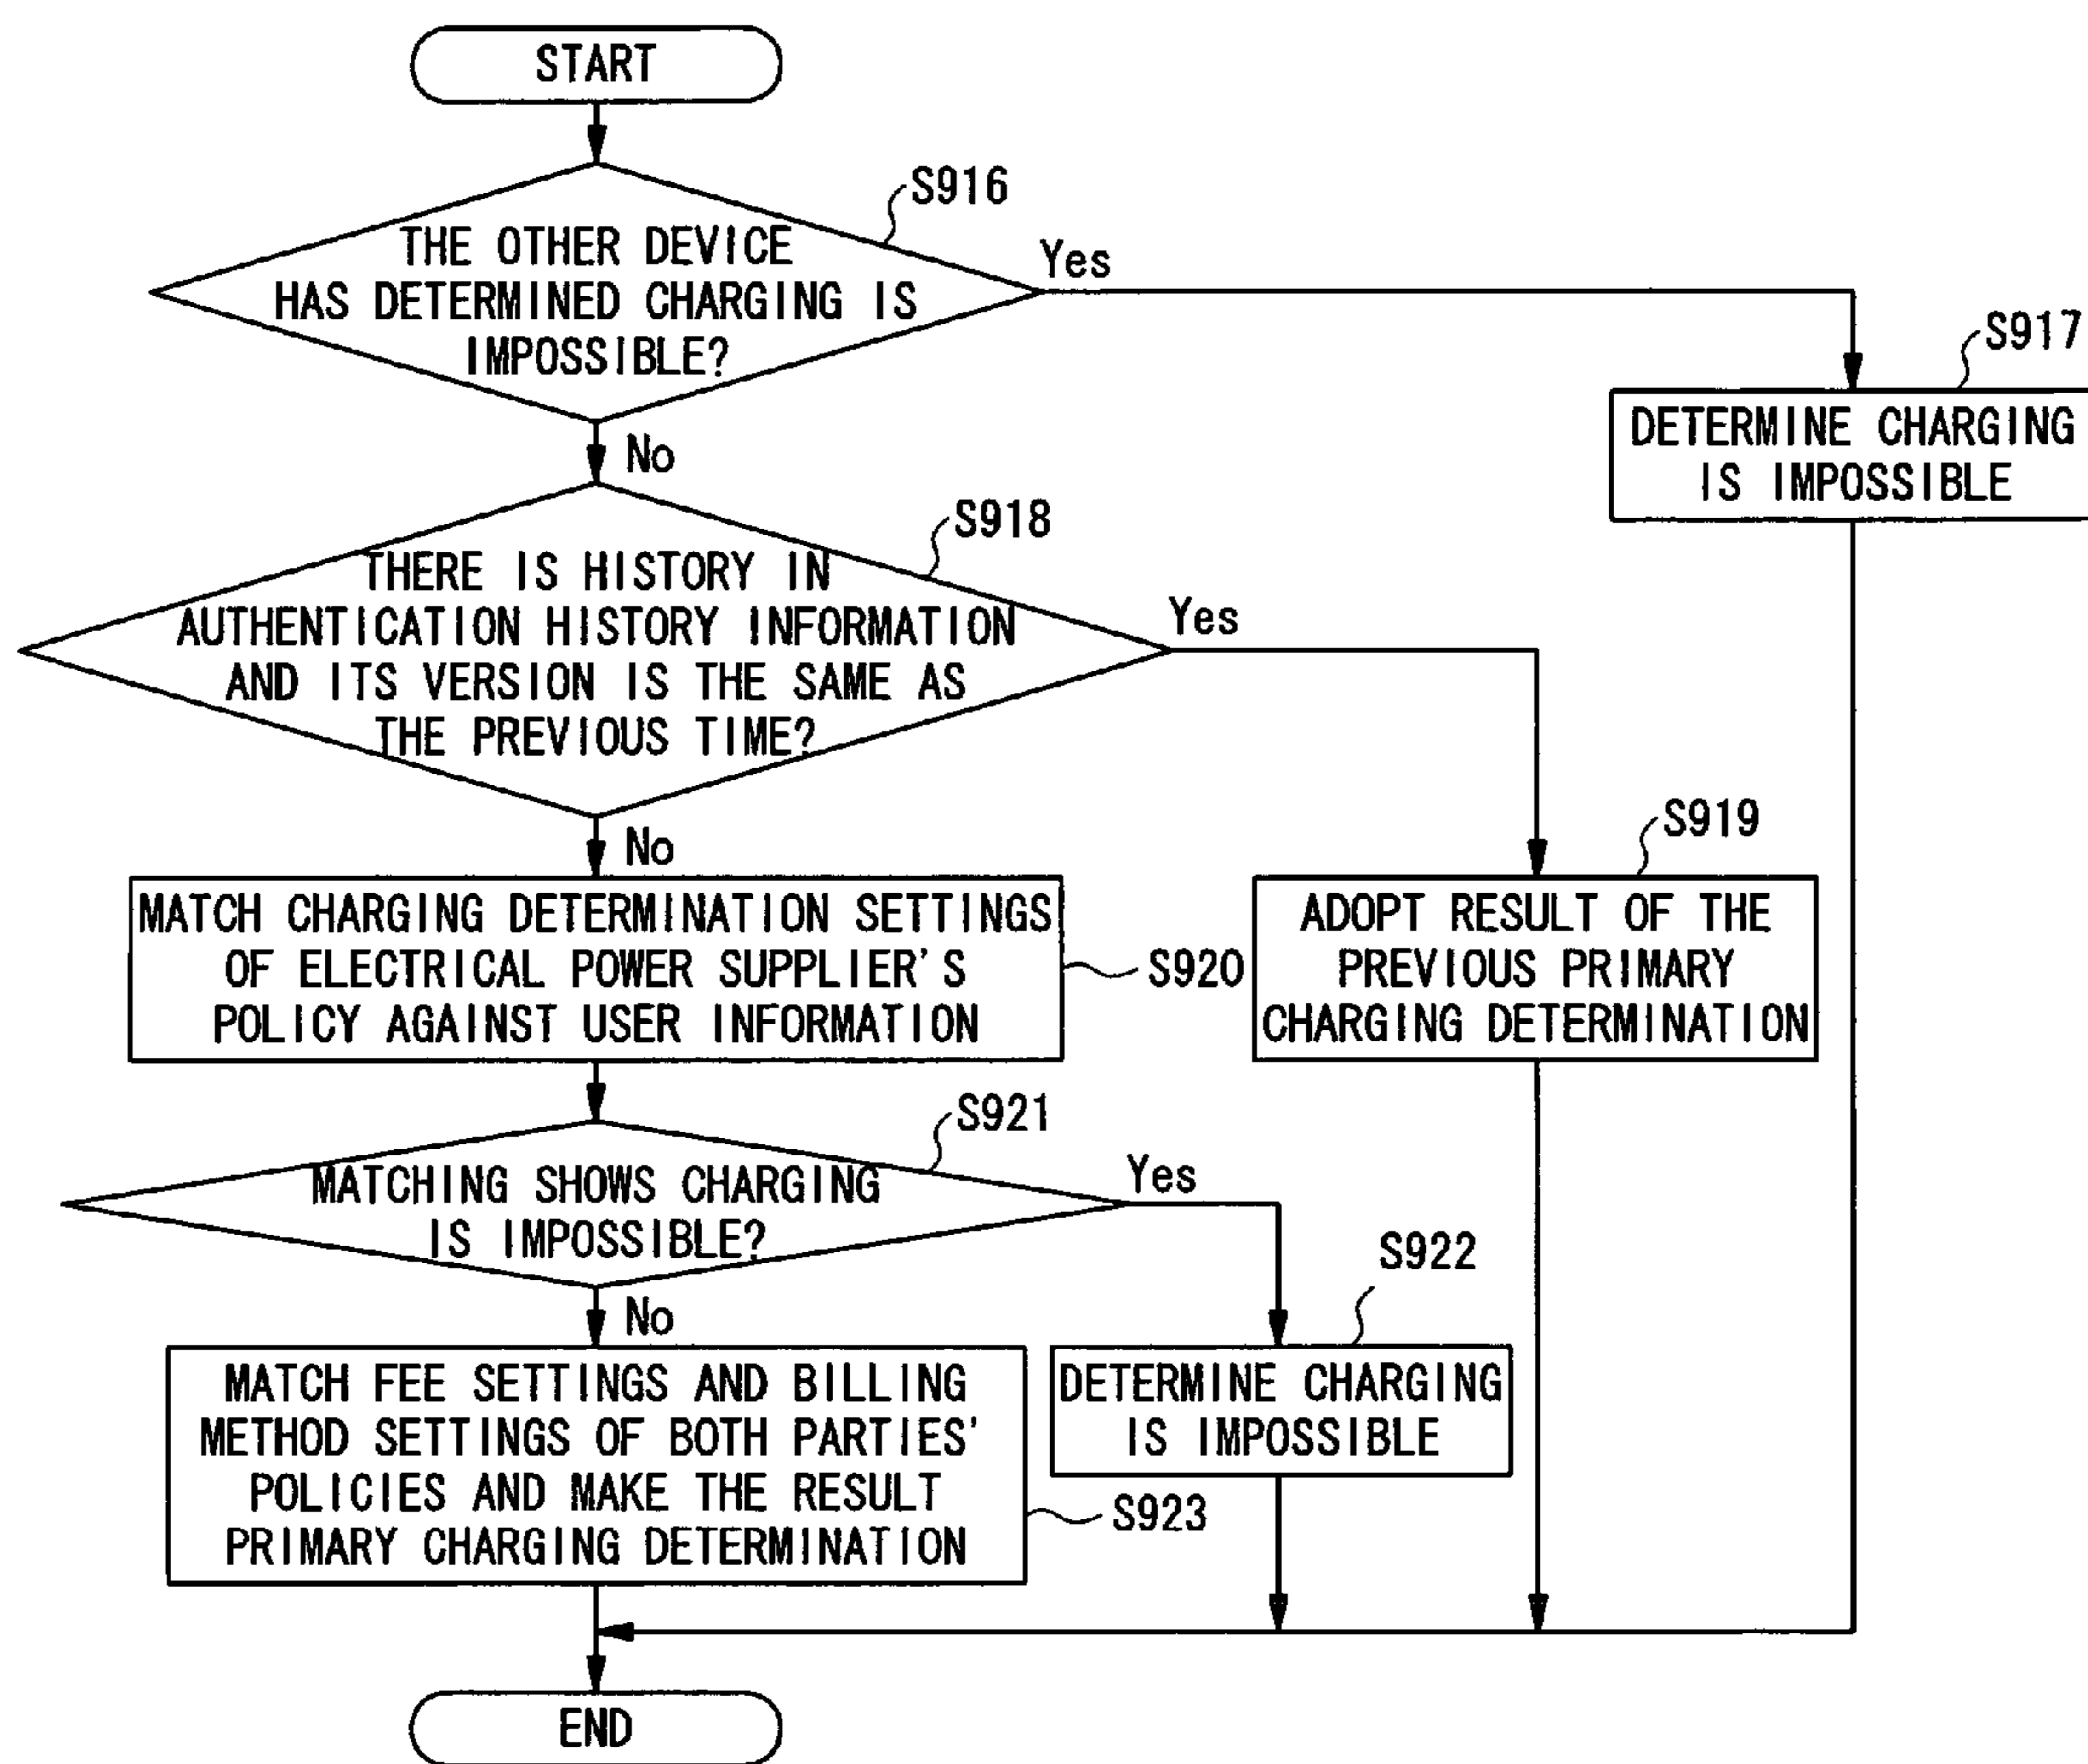 START
S916
THE OTHER DEVICE
HAS DETERMINED CHARGING IS
IMPOSSIBLE?
Yes
S917
DETERMINE CHARGING
IS IMPOSSIBLE
No
S918
THERE IS HISTORY IN
AUTHENTICATION HISTORY INFORMATION
AND ITS VERSION IS THE SAME AS
THE PREVIOUS TIME?
Yes
S919
ADOPT RESULT OF THE
PREVIOUS PRIMARY
CHARGING DETERMINATION
No
MATCH CHARGING DETERMINATION SETTINGS
OF ELECTRICAL POWER SUPPLIER'S
POLICY AGAINST USER INFORMATION
S920
S921
MATCHING SHOWS CHARGING
IS IMPOSSIBLE?
Yes
S922
DETERMINE CHARGING
IS IMPOSSIBLE
No
MATCH FEE SETTINGS AND BILLING
METHOD SETTINGS OF BOTH PARTIES'
POLICIES AND MAKE THE RESULT
PRIMARY CHARGING DETERMINATION
S923
END